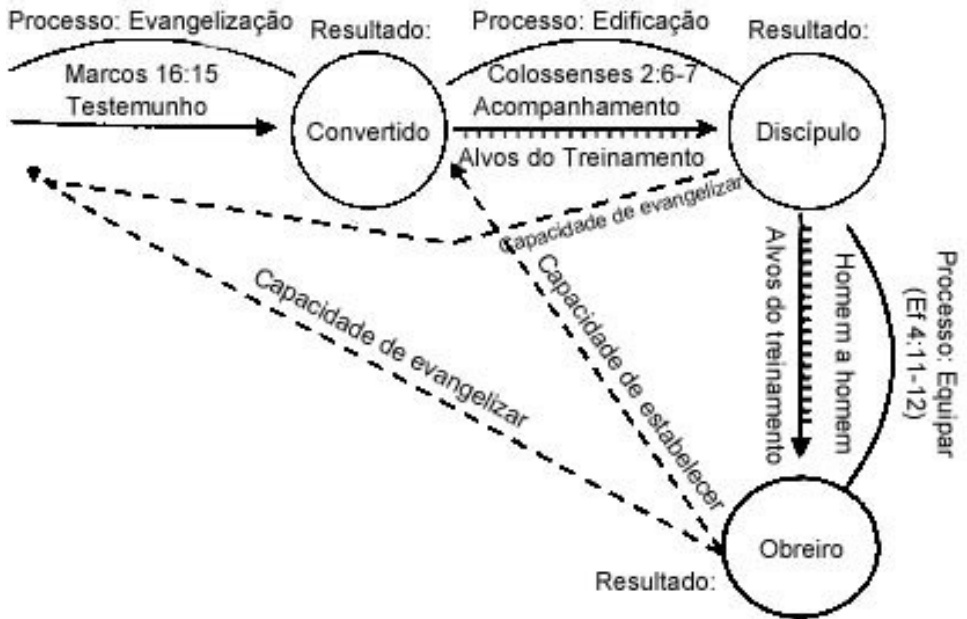 Processo: Evangelização
Resultado:
Processo: Edificação
Resultado:
Marcos 16:15
Testemunho
Convertido
Colossenses 2:6-7
Acompanhamento
Alvos do Treinamento
Discípulo
Capacidade de evangelizar
Capacidade de evangelizar
Capacidade de estabelecer
Alvos do treinamento
Homem a homem
Processo: Equipar
(Ef 4:11-12)
Obreiro
Resultado: